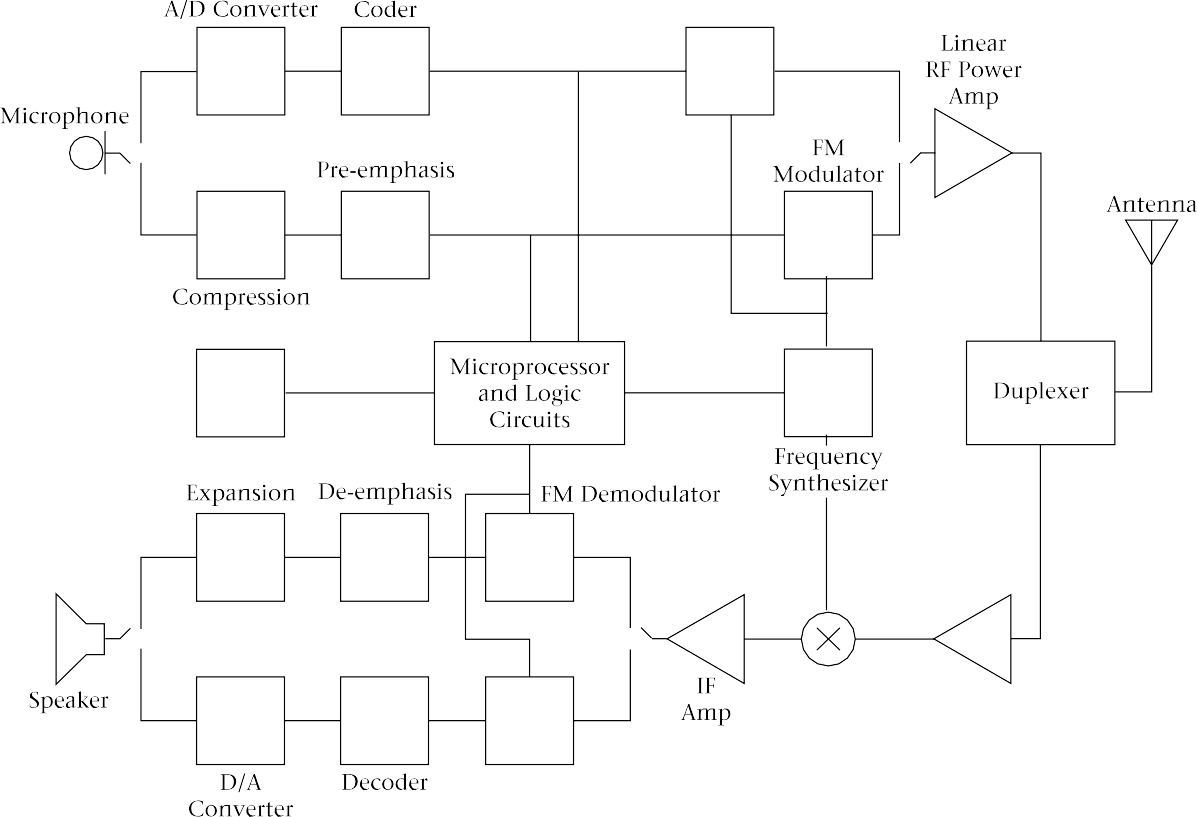 A/D Converter
Coder
Linear
RF Power
Amp
Microphone
FM
Modulator
Pre-emphasis
Antenna
Compression
Microprocessor
and Logic
Circuits
Duplexer
Frequency
Synthesizer
Expansion
De-emphasis
FM Demodulator
Speaker
IF
Amp
D/A
Converter
Decoder